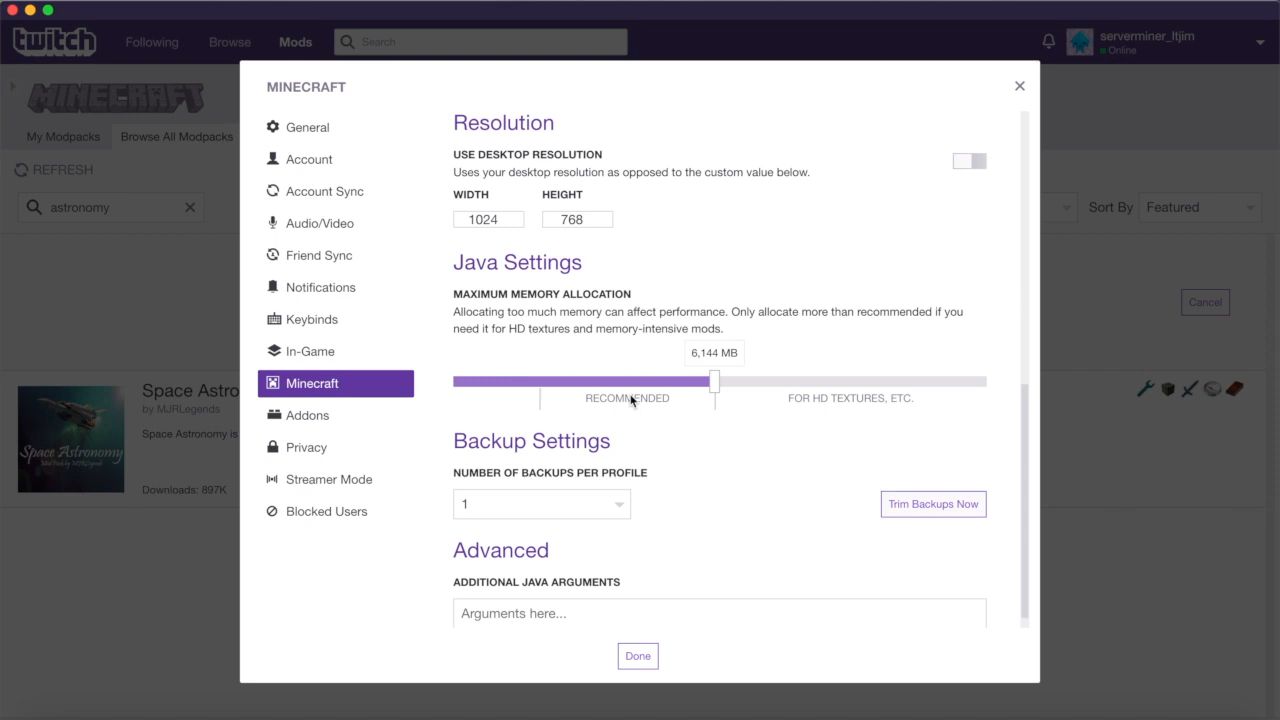 twitch
Following
Browse
Mods
Search
serverminer_ltjim
Online
MINECRAFT
My Modpacks
Browse All Modpacks
REFRESH
astronomy
Sort By
Featured
Cancel
Space Astro
by MJRLegends
Space Astronomy is
Downloads: 897K
Space Astronomy
Mod Pack by MJRLegends
MINECRAFT
General
Account
Account Sync
Audio/Video
Friend Sync
Notifications
Keybinds
In-Game
Minecraft
Addons
Privacy
Streamer Mode
Blocked Users
Resolution
USE DESKTOP RESOLUTION
Uses your desktop resolution as opposed to the custom value below.
WIDTH HEIGHT
1024 768
Java Settings
MAXIMUM MEMORY ALLOCATION
Allocating too much memory can affect performance. Only allocate more than recommended if you
need it for HD textures and memory-intensive mods.
6,144 MB
RECOMMENDED FOR HD TEXTURES, ETC.
Backup Settings
NUMBER OF BACKUPS PER PROFILE
1
Trim Backups Now
Advanced
ADDITIONAL JAVA ARGUMENTS
Arguments here...
Done